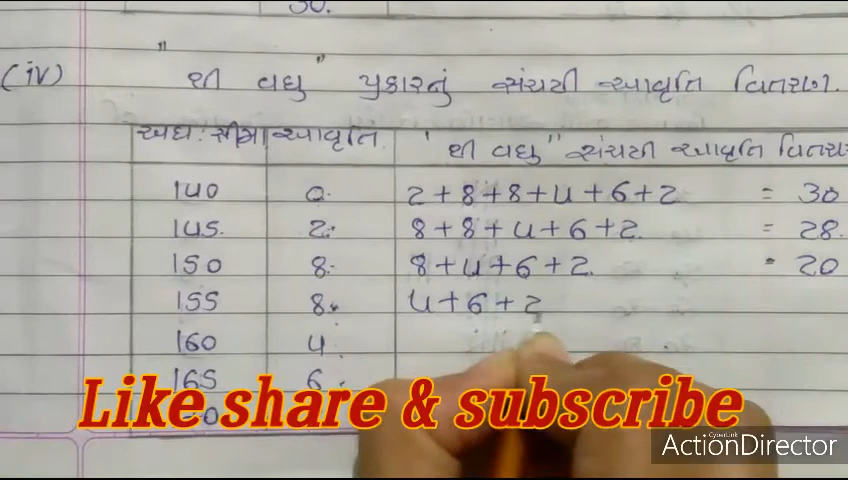 30.
(iv) "થી વધુ" પ્રકારનું સંચયી આવૃતિ વિતરણ.
અધ: સીમા આવૃતિ. "થી વધુ" સંચયી આવૃતિ વિતરણ
140 0. 2+8+8+4+6+2 = 30
145. 2. 8+8+4+6+2. = 28.
150 8. 8+4+6+2. = 20
155 8. 4+6+2
160 4.
165 6.
Like share & subscribe
CyberLink
ActionDirector